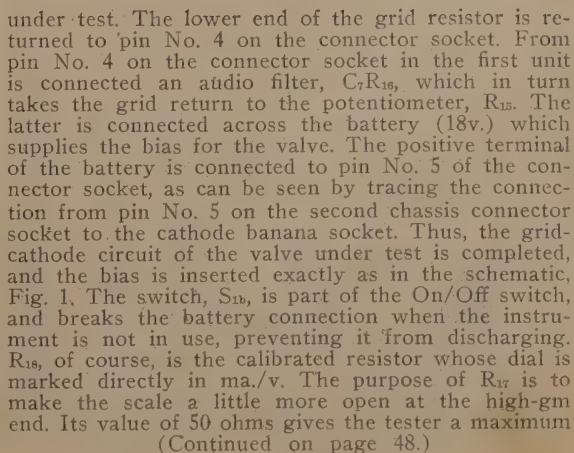 under test. The lower end of the grid resistor is re-
turned to pin No. 4 on the connector socket. From
pin No. 4 on the connector socket in the first unit
is connected an audio filter, C₇R₁₆, which in turn
takes the grid return to the potentiometer, R₁₅. The
latter is connected across the battery (18v.) which
supplies the bias for the valve. The positive terminal
of the battery is connected to pin No. 5 of the con-
nector socket, as can be seen by tracing the connec-
tion from pin No. 5 on the second chassis connector
socket to the cathode banana socket. Thus, the grid-
cathode circuit of the valve under test is completed,
and the bias is inserted exactly as in the schematic,
Fig. 1. The switch, S₁ᵦ, is part of the On/Off switch,
and breaks the battery connection when the instru-
ment is not in use, preventing it from discharging.
R₁₈, of course, is the calibrated resistor whose dial is
marked directly in ma./v. The purpose of R₁₇ is to
make the scale a little more open at the high-gm
end. Its value of 50 ohms gives the tester a maximum
(Continued on page 48.)